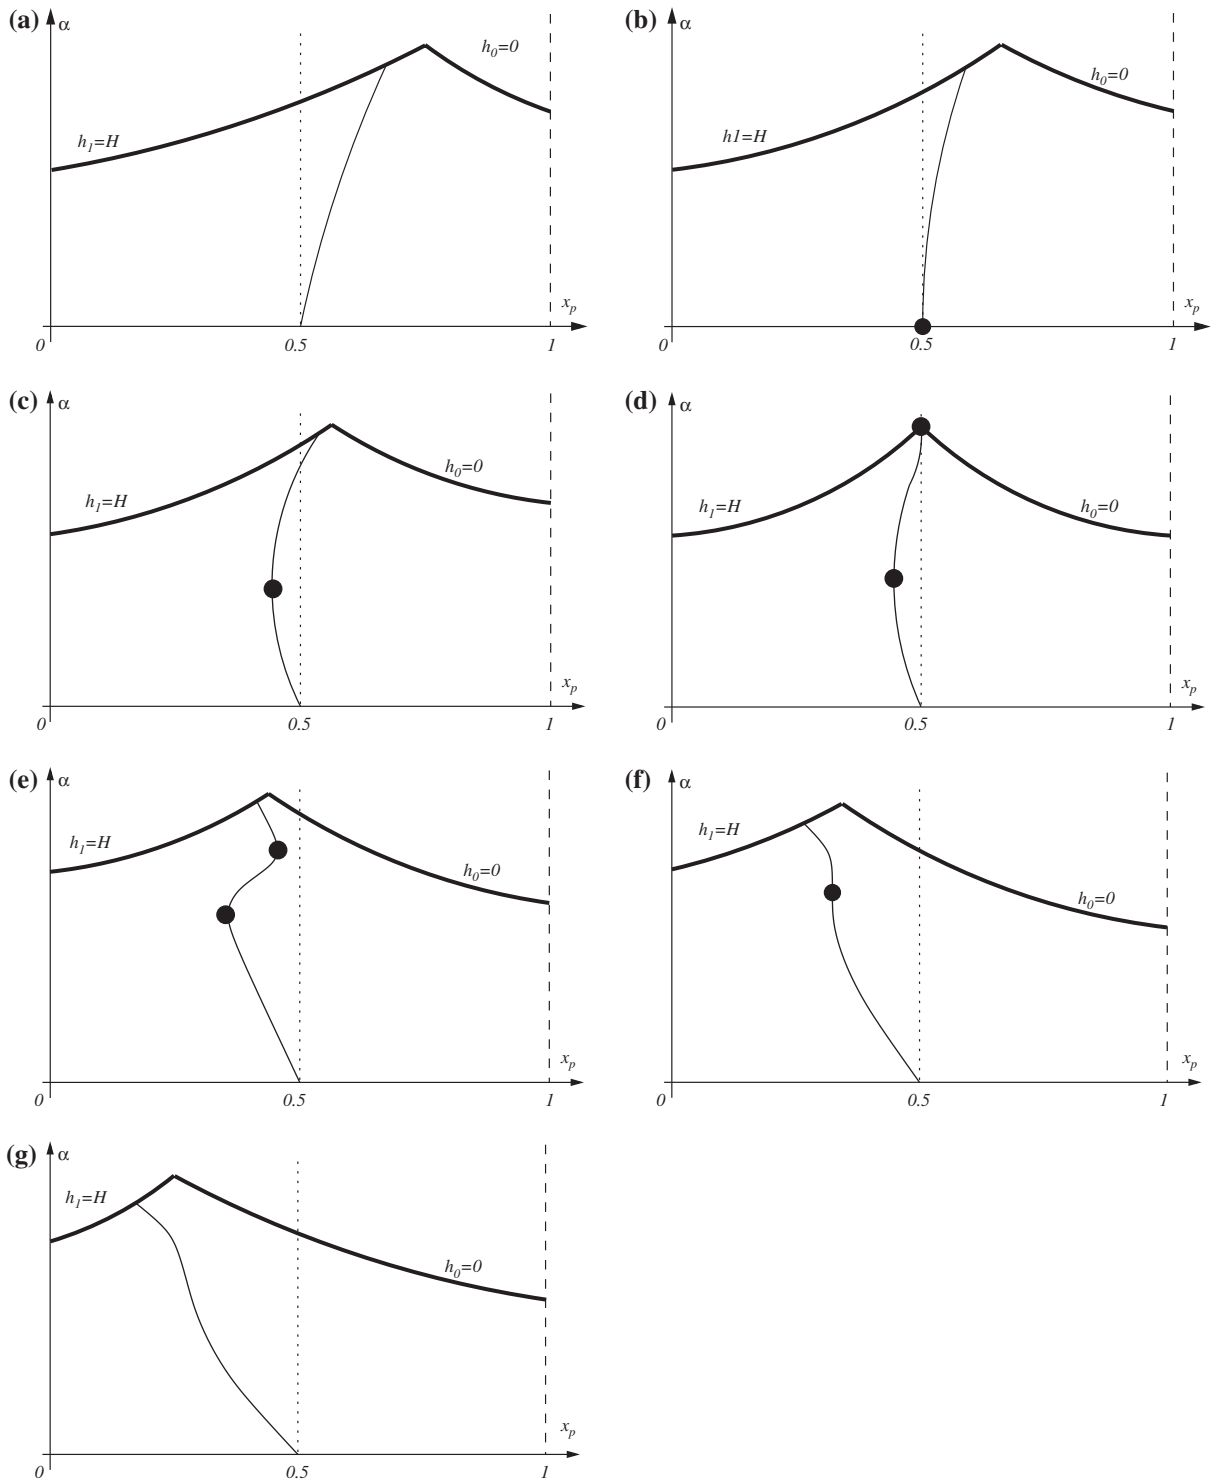 (a)
α
h₀=0
h₁=H
xₚ
0
0.5
1
(b)
α
h₀=0
h1=H
xₚ
0
0.5
1
(c)
α
h₀=0
h₁=H
xₚ
0
0.5
1
(d)
α
h₁=H
h₀=0
xₚ
0
0.5
1
(e)
α
h₁=H
h₀=0
xₚ
0
0.5
1
(f)
α
h₁=H
h₀=0
xₚ
0
0.5
1
(g)
α
h₁=H
h₀=0
xₚ
0
0.5
1